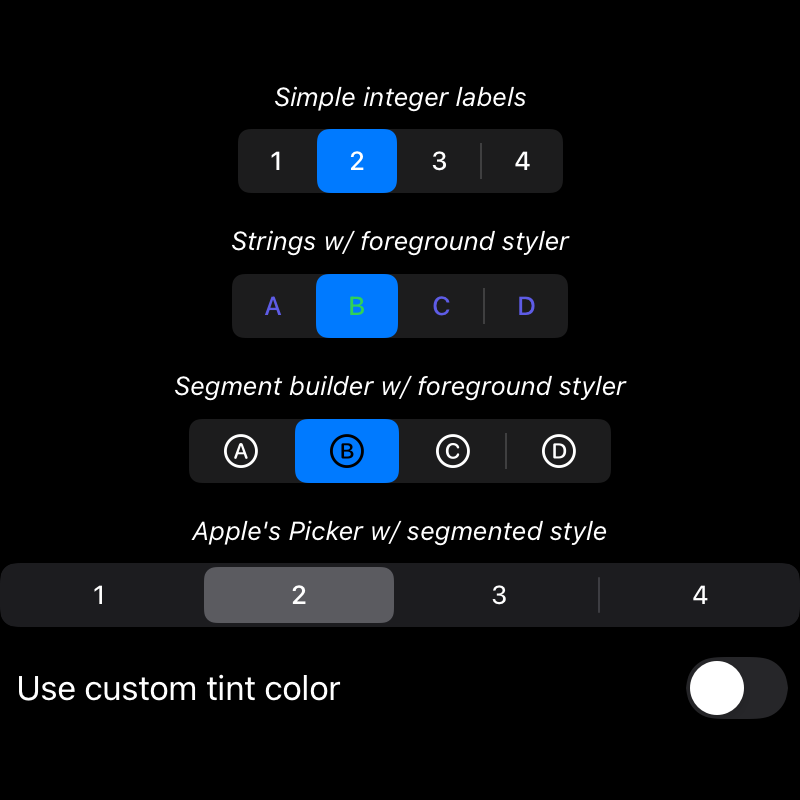 Simple integer labels
1 2 3 4
Strings w/ foreground styler
A B C D
Segment builder w/ foreground styler
A B C D
Apple's Picker w/ segmented style
1 2 3 4
Use custom tint color